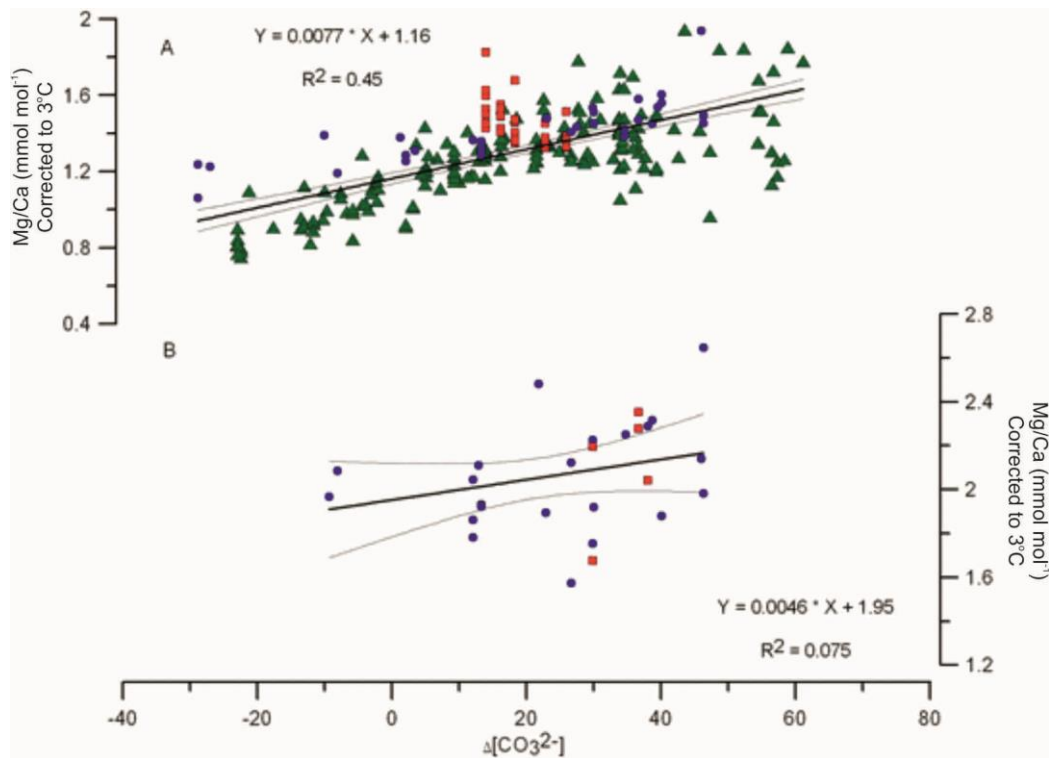 A
Y = 0.0077 * X + 1.16
R² = 0.45
Mg/Ca (mmol mol⁻¹)
Corrected to 3°C
2
1.6
1.2
0.8
0.4
B
2.8
2.4
2
1.6
1.2
Mg/Ca (mmol mol⁻¹)
Corrected to 3°C
Y = 0.0046 * X + 1.95
R² = 0.075
-40 -20 0 20 40 60 80
Δ[CO₃²⁻]